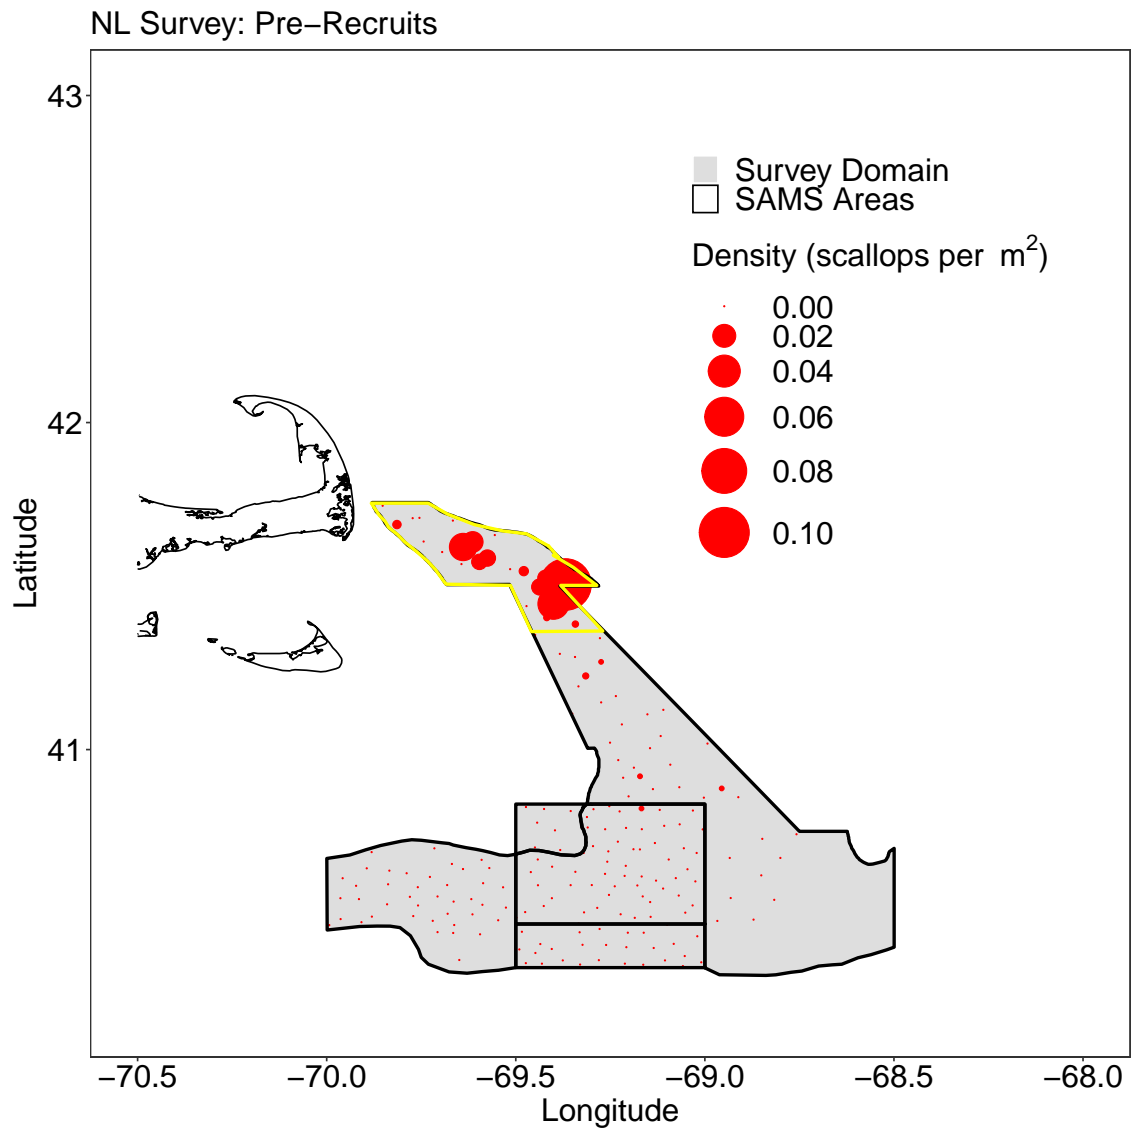 NL Survey: Pre−Recruits
43
42
41
Latitude
Survey Domain
SAMS Areas
Density (scallops per m²)
0.00
0.02
0.04
0.06
0.08
0.10
−70.5 −70.0 −69.5 −69.0 −68.5 −68.0
Longitude